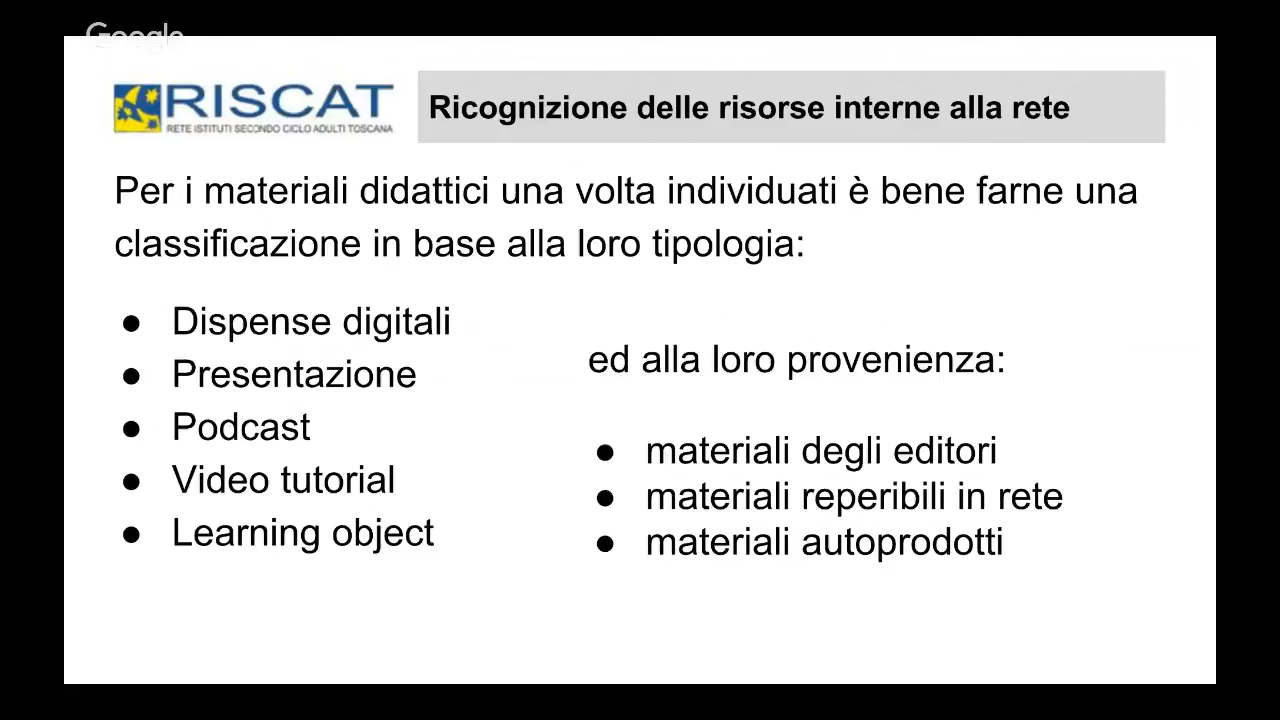 Google
RISCAT
RETE ISTITUTI SECONDO CICLO ADULTI TOSCANA
Ricognizione delle risorse interne alla rete
Per i materiali didattici una volta individuati è bene farne una
classificazione in base alla loro tipologia:
● Dispense digitali
● Presentazione
● Podcast
● Video tutorial
● Learning object
ed alla loro provenienza:
● materiali degli editori
● materiali reperibili in rete
● materiali autoprodotti